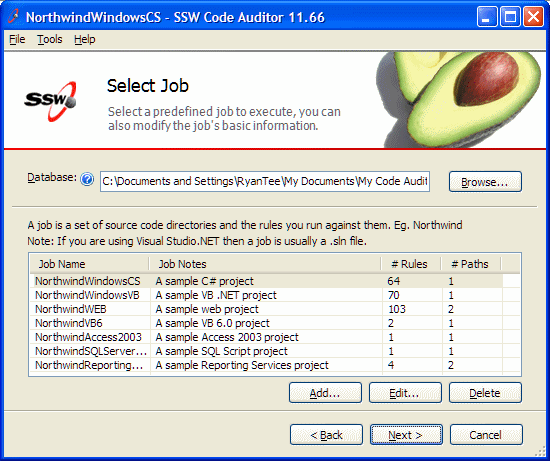 NorthwindWindowsCS - SSW Code Auditor 11.66
File Tools Help
SSW
Select Job
Select a predefined job to execute, you can
also modify the job's basic information.
Database: ? C:\Documents and Settings\RyanTee\My Documents\My Code Audit Browse...
A job is a set of source code directories and the rules you run against them. Eg. Northwind
Note: If you are using Visual Studio.NET then a job is usually a .sln file.
Job Name Job Notes # Rules # Paths
NorthwindWindowsCS A sample C# project 64 1
NorthwindWindowsVB A sample VB .NET project 70 1
NorthwindWEB A sample web project 103 2
NorthwindVB6 A sample VB 6.0 project 2 1
NorthwindAccess2003 A sample Access 2003 project 1 1
NorthwindSQLServer... A sample SQL Script project 1 1
NorthwindReporting... A sample Reporting Services project 4 2
Add... Edit... Delete
< Back Next > Cancel